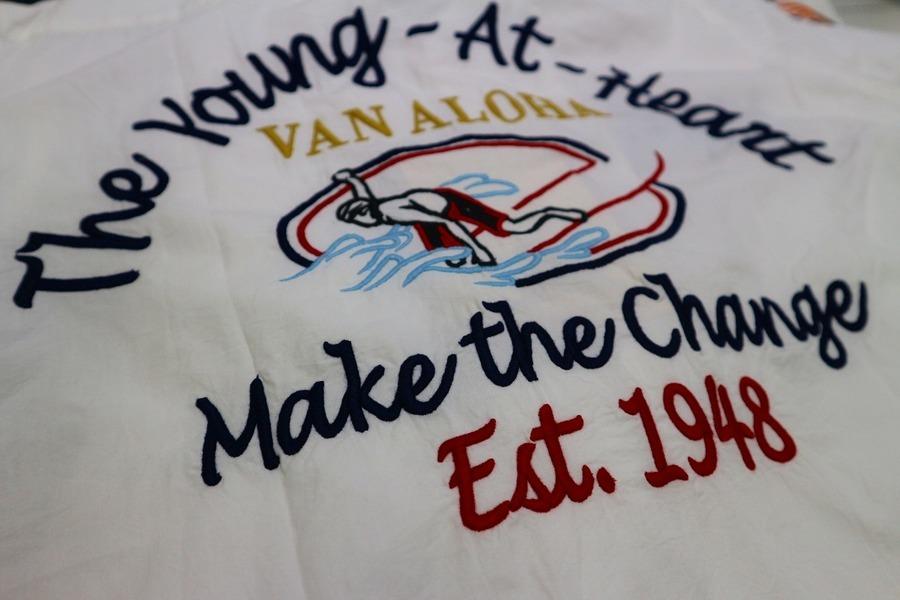 The Young-At-Heart
VAN ALOHA
Make the Change
Est. 1948